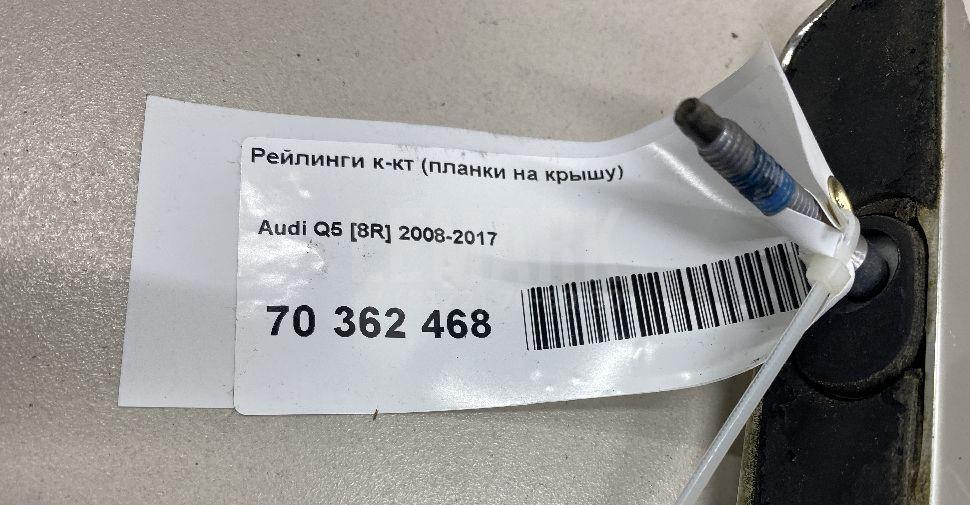 Рейлинги к-кт (планки на крышу)
Audi Q5 [8R] 2008-2017
70 362 468